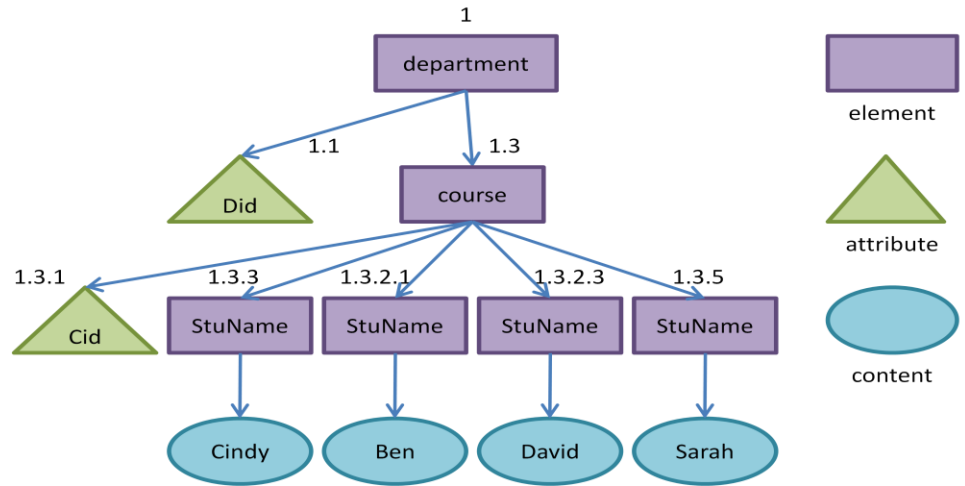 1
department
element
1.1
1.3
Did
course
attribute
1.3.1
1.3.3
1.3.2.1
1.3.2.3
1.3.5
Cid
StuName
StuName
StuName
StuName
content
Cindy
Ben
David
Sarah